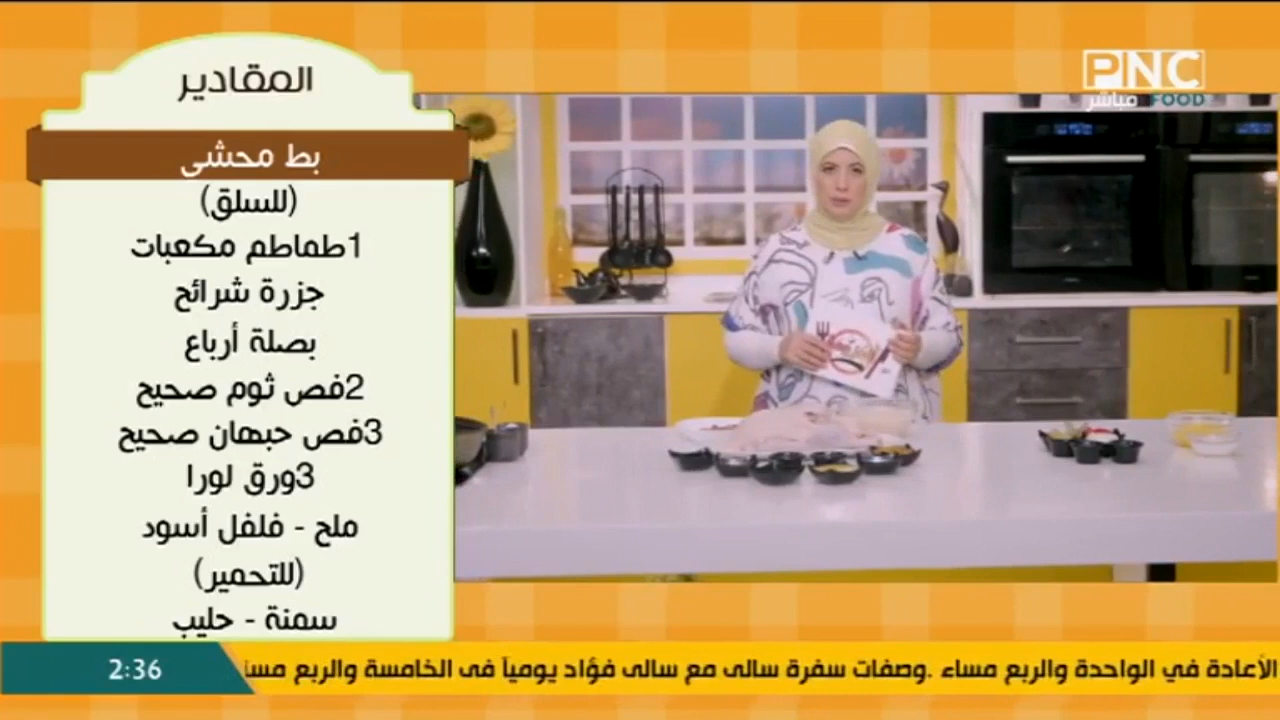 المقادير
بط محشى
(للسلق)
1طماطم مكعبات
جزرة شرائح
بصلة أرباع
2فص ثوم صحيح
3فص حبهان صحيح
3ورق لورا
ملح - فلفل أسود
(للتحمير)
سمنة - حليب
PNC
FOOD مباشر
الأعادة في الواحدة والربع مساء .وصفات سفرة سالى مع سالى فؤاد يومياً فى الخامسة والربع مسـ
2:36